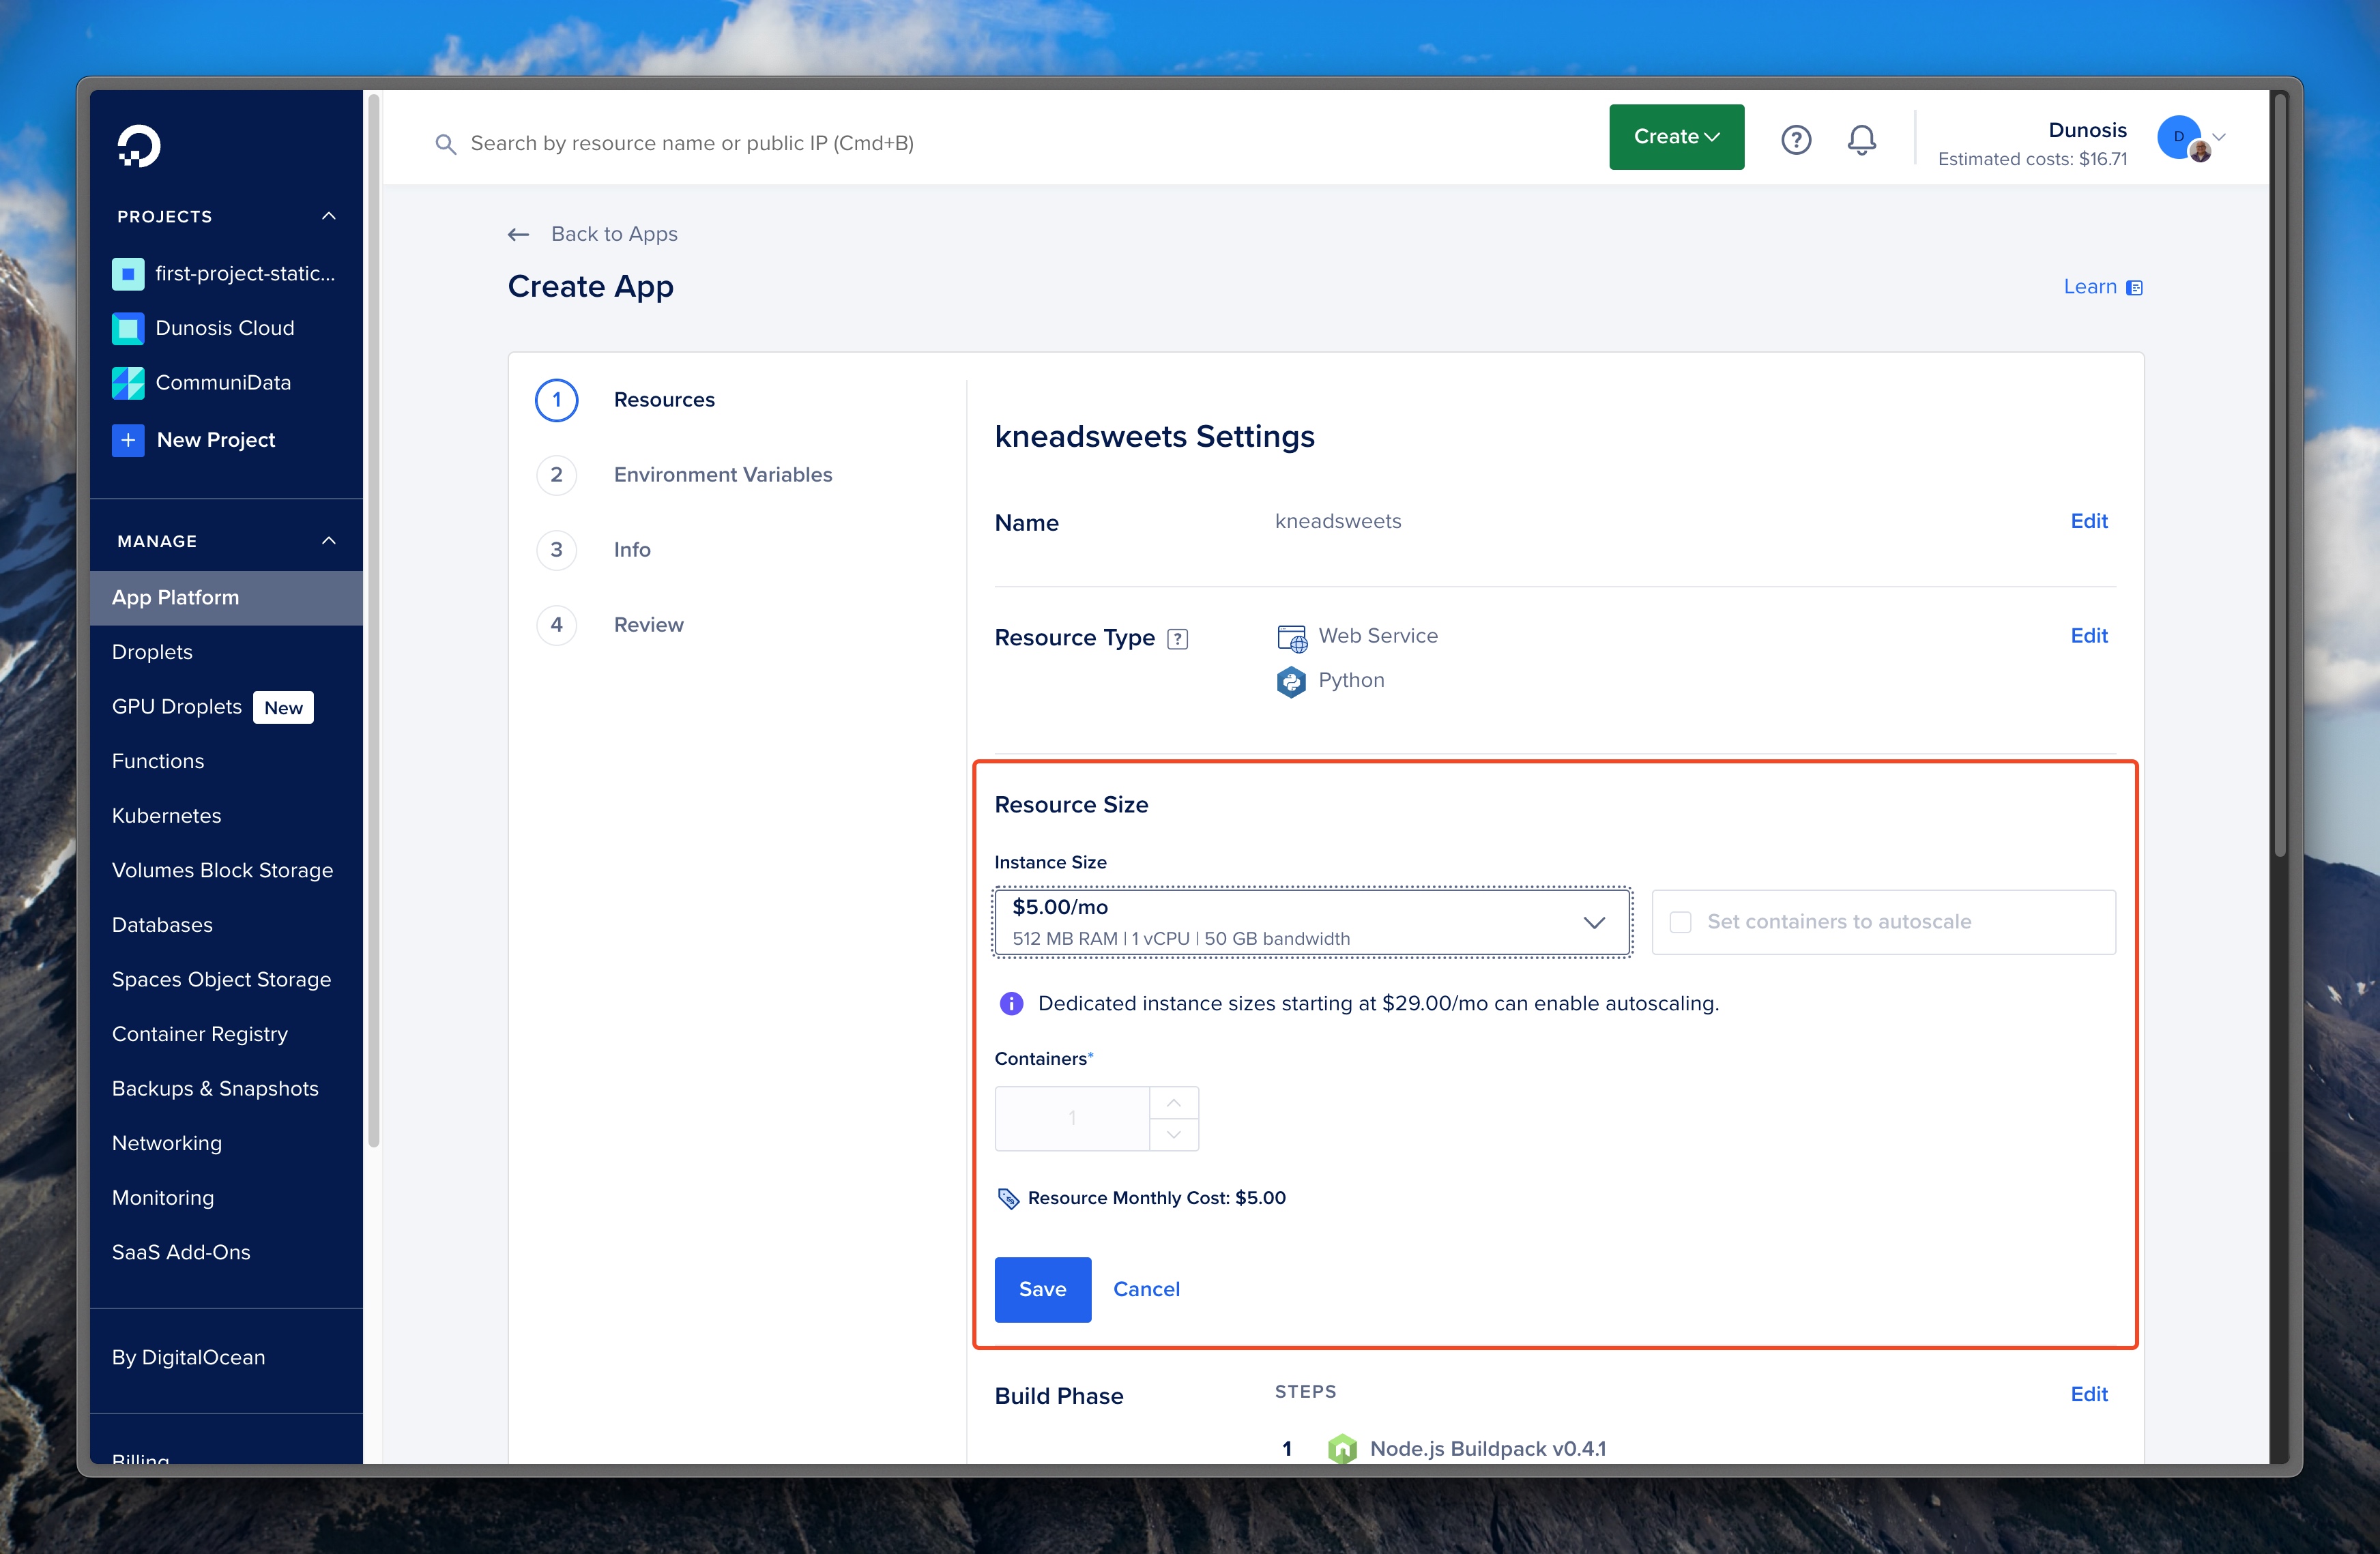 Search by resource name or public IP (Cmd+B)
Create
Dunosis
Estimated costs: $16.71
D
PROJECTS
first-project-static...
Dunosis Cloud
CommuniData
New Project
MANAGE
App Platform
Droplets
GPU Droplets New
Functions
Kubernetes
Volumes Block Storage
Databases
Spaces Object Storage
Container Registry
Backups & Snapshots
Networking
Monitoring
SaaS Add-Ons
By DigitalOcean
Billing
Back to Apps
Create App
Learn
1 Resources
2 Environment Variables
3 Info
4 Review
kneadsweets Settings
Name kneadsweets Edit
Resource Type ? Web Service Edit
Python
Resource Size
Instance Size
$5.00/mo
512 MB RAM | 1 vCPU | 50 GB bandwidth
Set containers to autoscale
Dedicated instance sizes starting at $29.00/mo can enable autoscaling.
Containers*
1
Resource Monthly Cost: $5.00
Save Cancel
Build Phase STEPS Edit
1 Node.js Buildpack v0.4.1